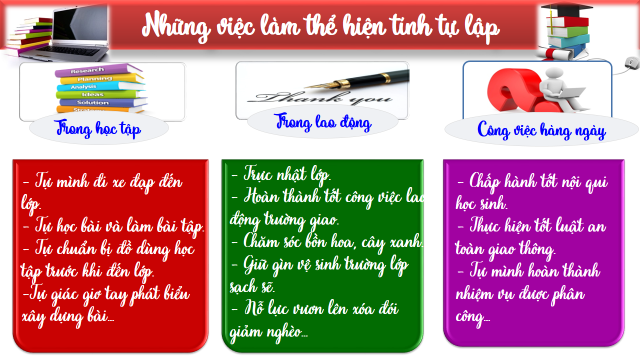 Những việc làm thể hiện tính tự lập
Research
Planning
Analysis
Ideas
Solution
Thank you
Trong học tập
Trong lao động
Công việc hàng ngày
- Tự mình đi xe đạp đến
lớp.
- Tự học bài và làm bài tập.
- Tự chuẩn bị đồ dùng học
tập trước khi đến lớp.
-Tự giác giơ tay phát biểu
xây dựng bài...
- Trực nhật lớp.
- Hoàn thành tốt công việc lao
động trường giao.
- Chăm sóc bồn hoa, cây xanh.
- Giữ gìn vệ sinh trường lớp
sạch sẽ.
- Nỗ lực vươn lên xóa đói
giảm nghèo...
- Chấp hành tốt nội qui
học sinh.
- Thực hiện tốt luật an
toàn giao thông.
- Tự mình hoàn thành
nhiệm vụ được phân
công...